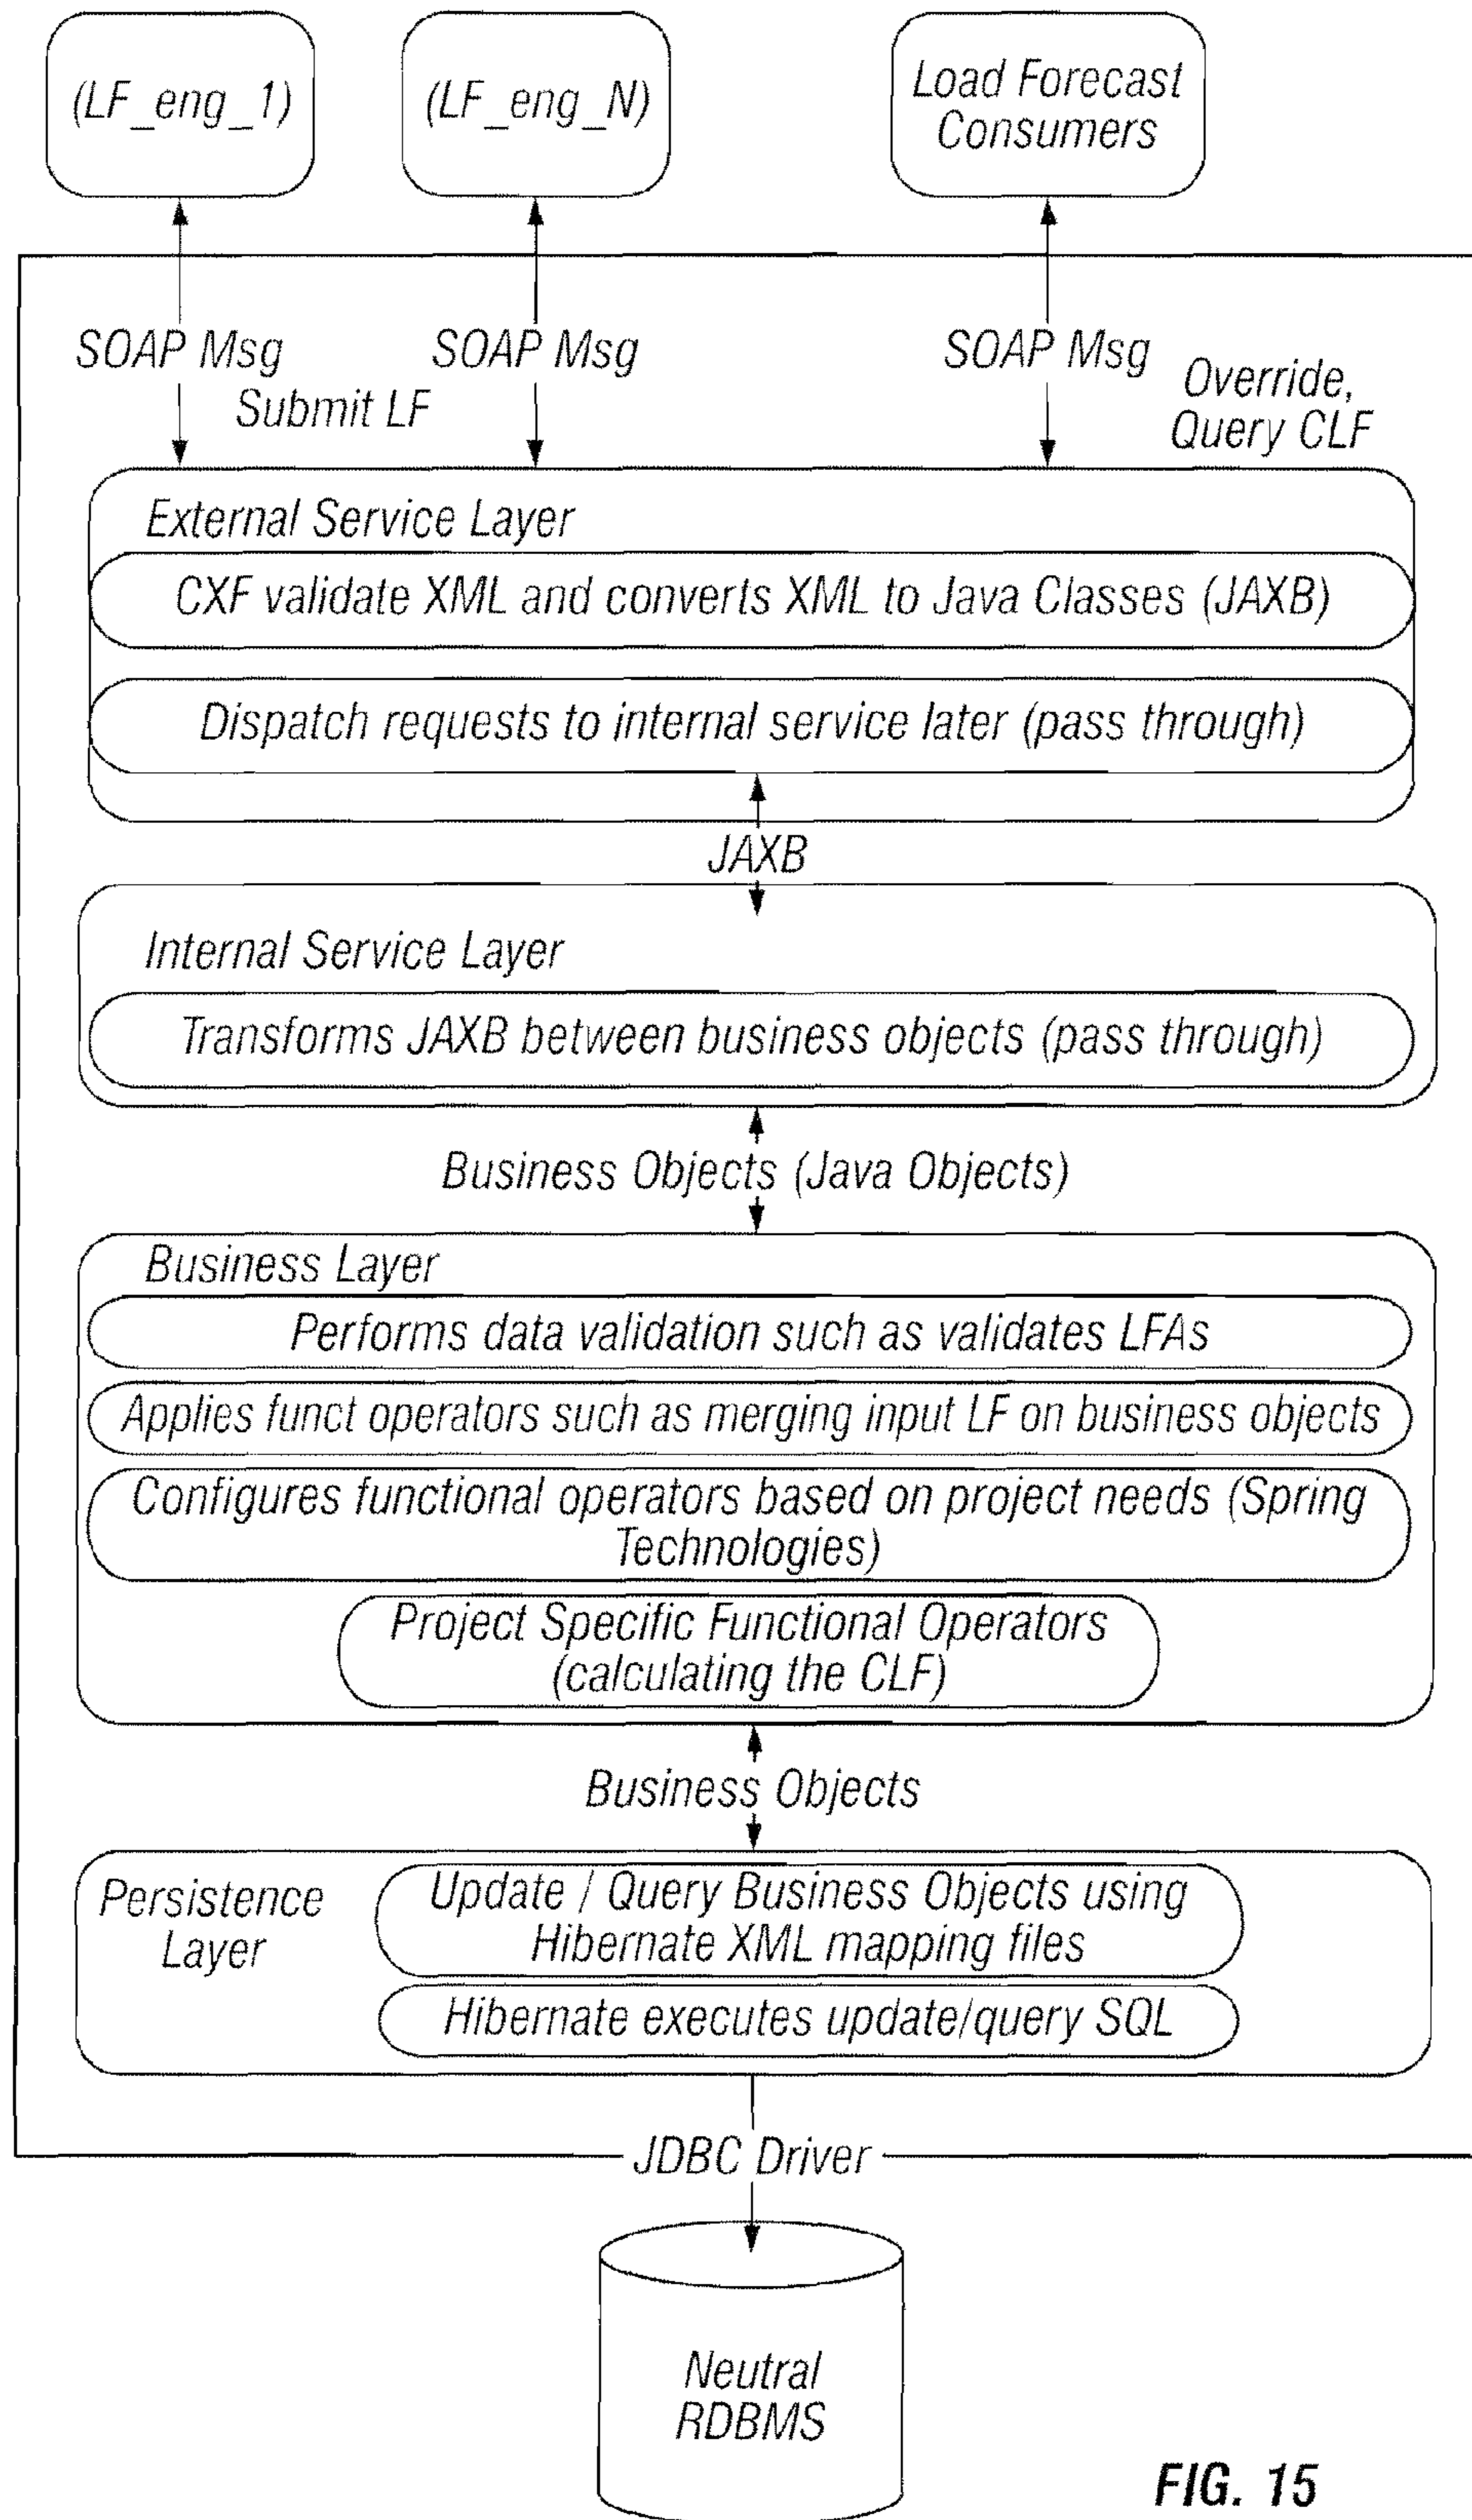 (LF_eng_1)
(LF_eng_N)
Load Forecast
Consumers
SOAP Msg
SOAP Msg
SOAP Msg
Submit LF
Override,
Query CLF
External Service Layer
CXF validate XML and converts XML to Java Classes (JAXB)
Dispatch requests to internal service later (pass through)
JAXB
Internal Service Layer
Transforms JAXB between business objects (pass through)
Business Objects (Java Objects)
Business Layer
Performs data validation such as validates LFAs
Applies funct operators such as merging input LF on business objects
Configures functional operators based on project needs (Spring
Technologies)
Project Specific Functional Operators
(calculating the CLF)
Business Objects
Persistence
Layer
Update / Query Business Objects using
Hibernate XML mapping files
Hibernate executes update/query SQL
JDBC Driver
Neutral
RDBMS
FIG. 15